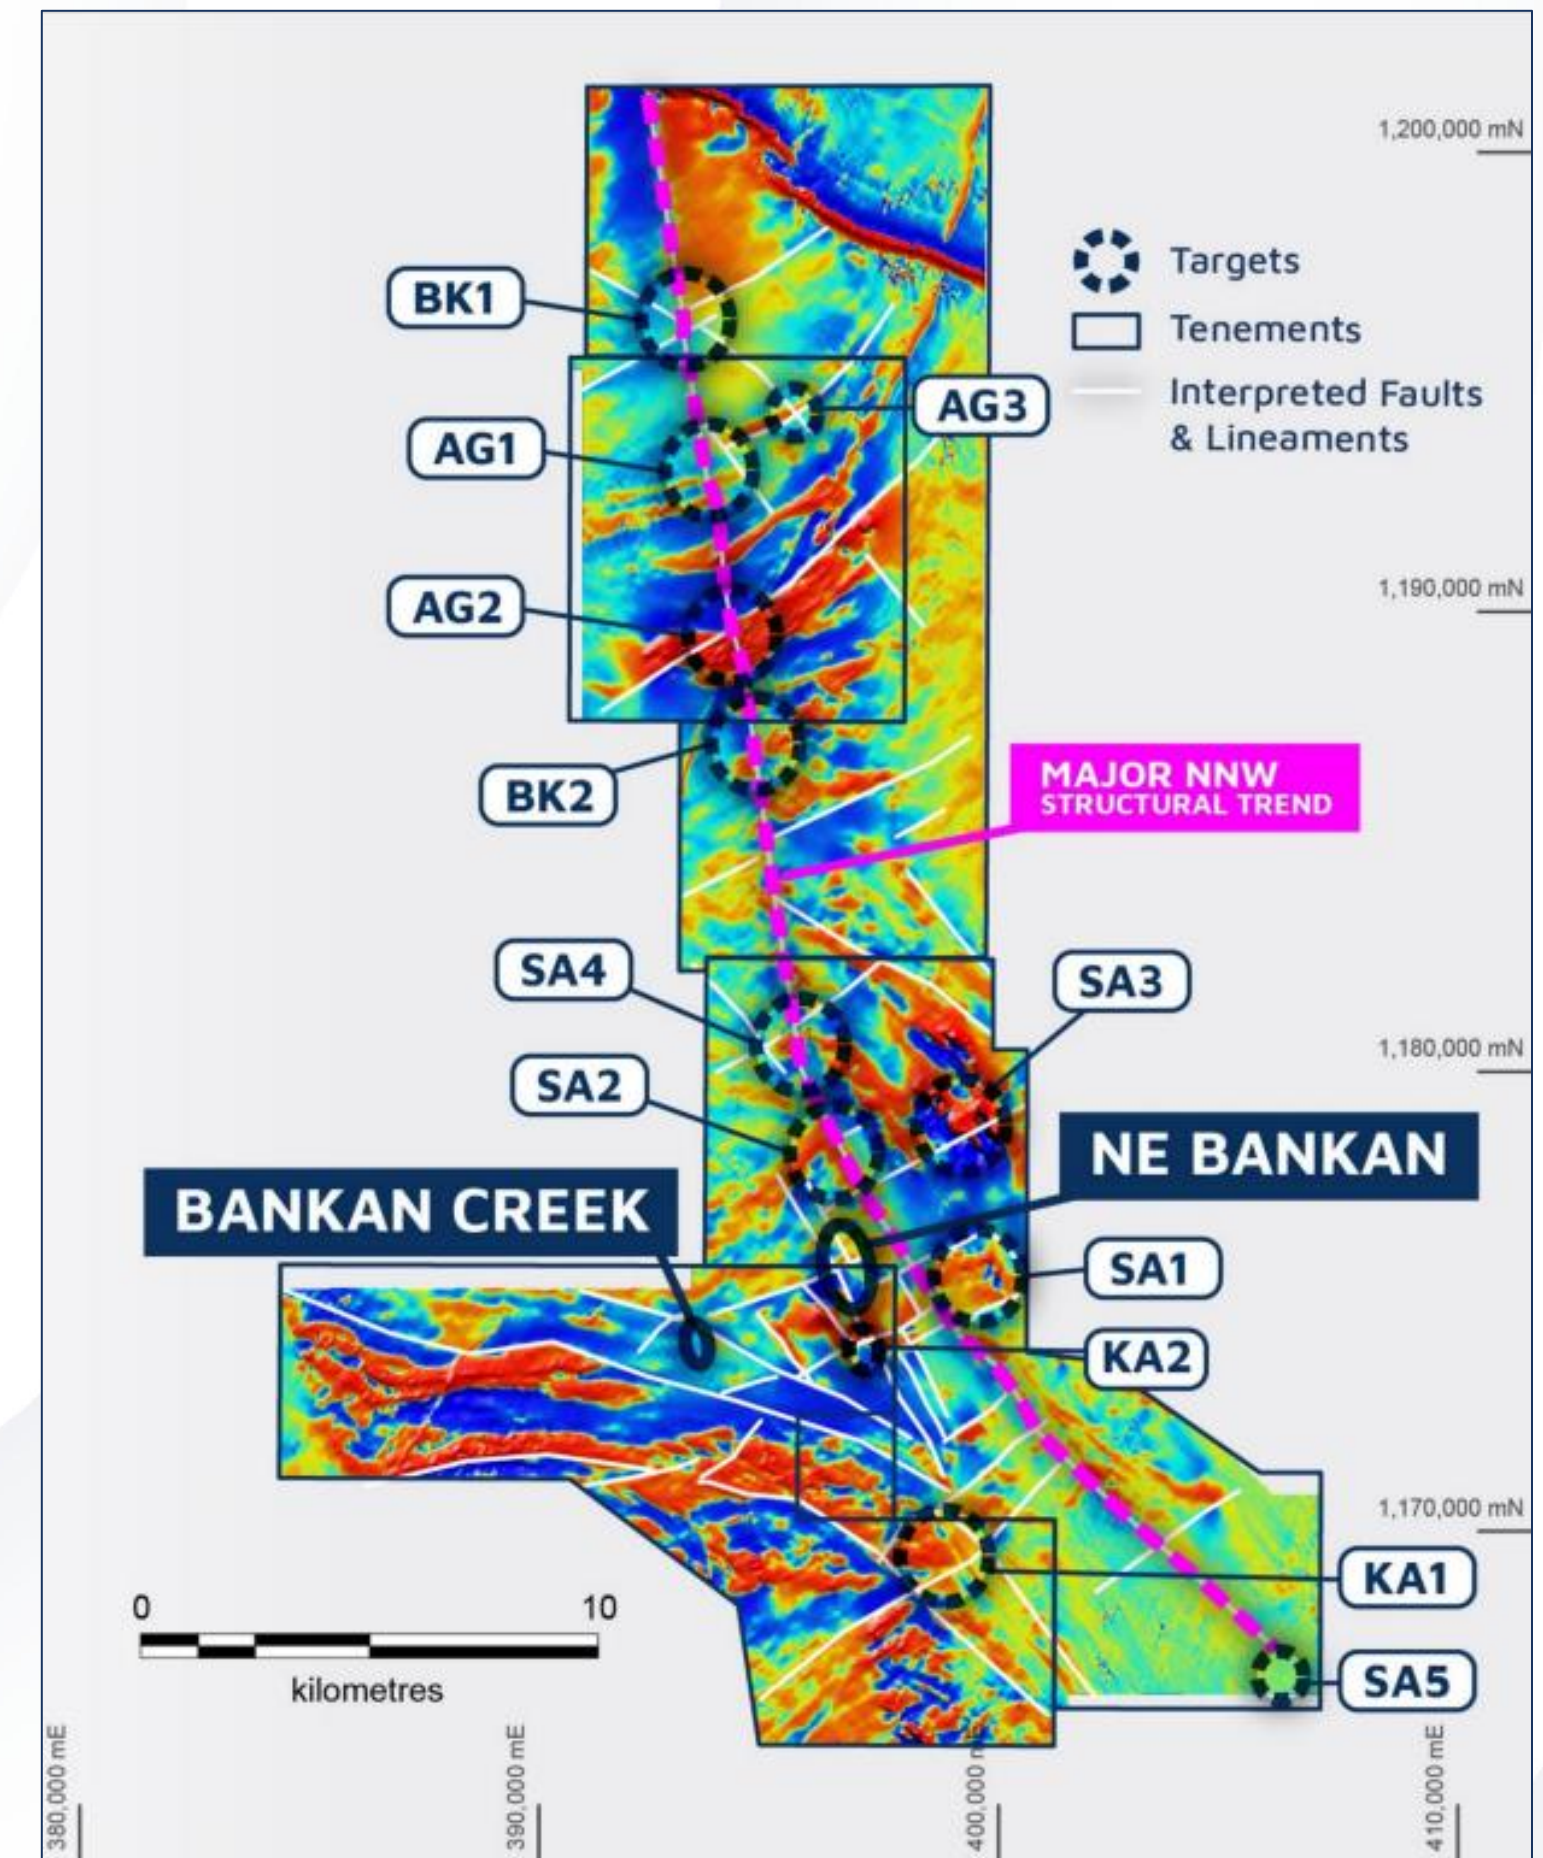 1,200,000 mN
Targets
Tenements
Interpreted Faults
& Lineaments
BK1
AG3
AG1
AG2
1,190,000 mN
BK2
MAJOR NNW
STRUCTURAL TREND
SA4
SA3
1,180,000 mN
SA2
NE BANKAN
BANKAN CREEK
SA1
KA2
1,170,000 mN
KA1
SA5
0 10
kilometres
380,000 mE
390,000 mE
400,000 mE
410,000 mE